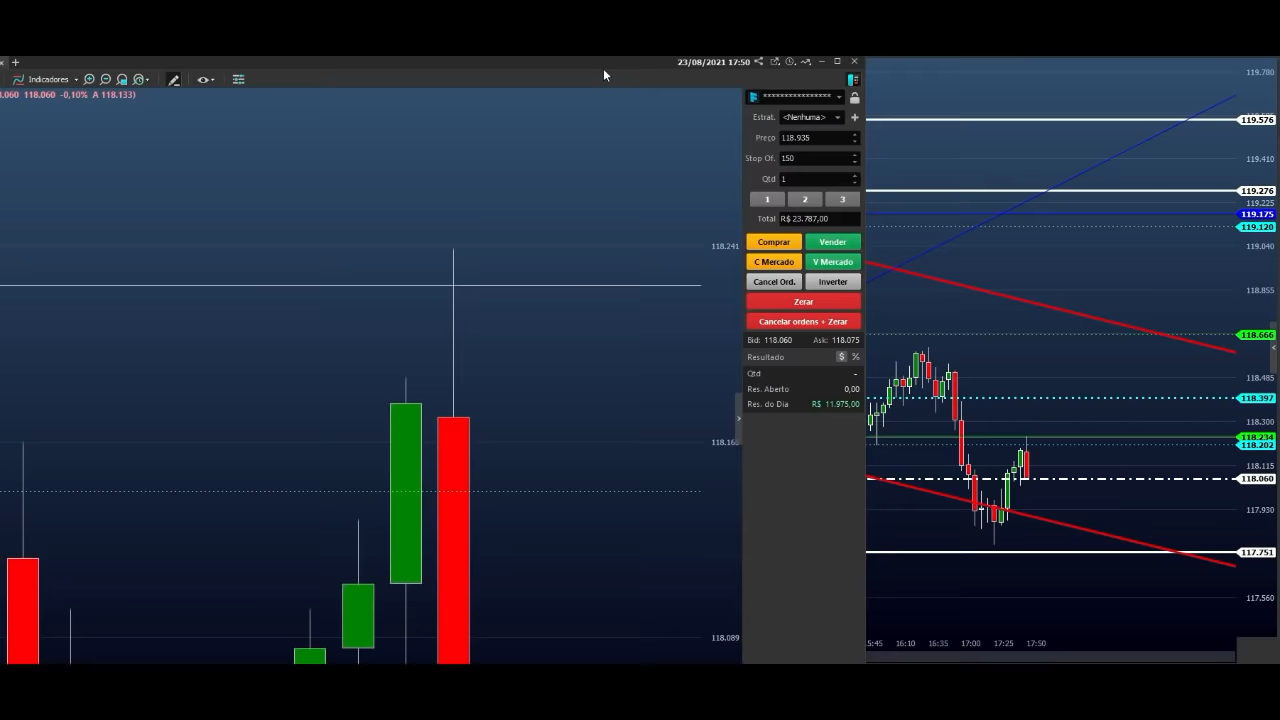 23/08/2021 17:50
Indicadores
8.060 118.060 -0,10% A 118.133)
118.241
118.165
118.089
****************
Estrat. <Nenhuma>
Preço 118.935
Stop Of. 150
Qtd 1
1 2 3
Total R$ 23.787,00
Comprar Vender
C Mercado V Mercado
Cancel Ord. Inverter
Zerar
Cancelar ordens + Zerar
Bid: 118.060 Ask: 118.075
Resultado $ %
Qtd -
Res. Aberto 0,00
Res. do Dia R$ 11.975,00
119.780
119.576
119.410
119.276
119.225
119.175
119.120
119.040
118.855
118.666
118.485
118.397
118.300
118.234
118.202
118.115
118.060
117.930
117.751
117.560
5:45 16:10 16:35 17:00 17:25 17:50